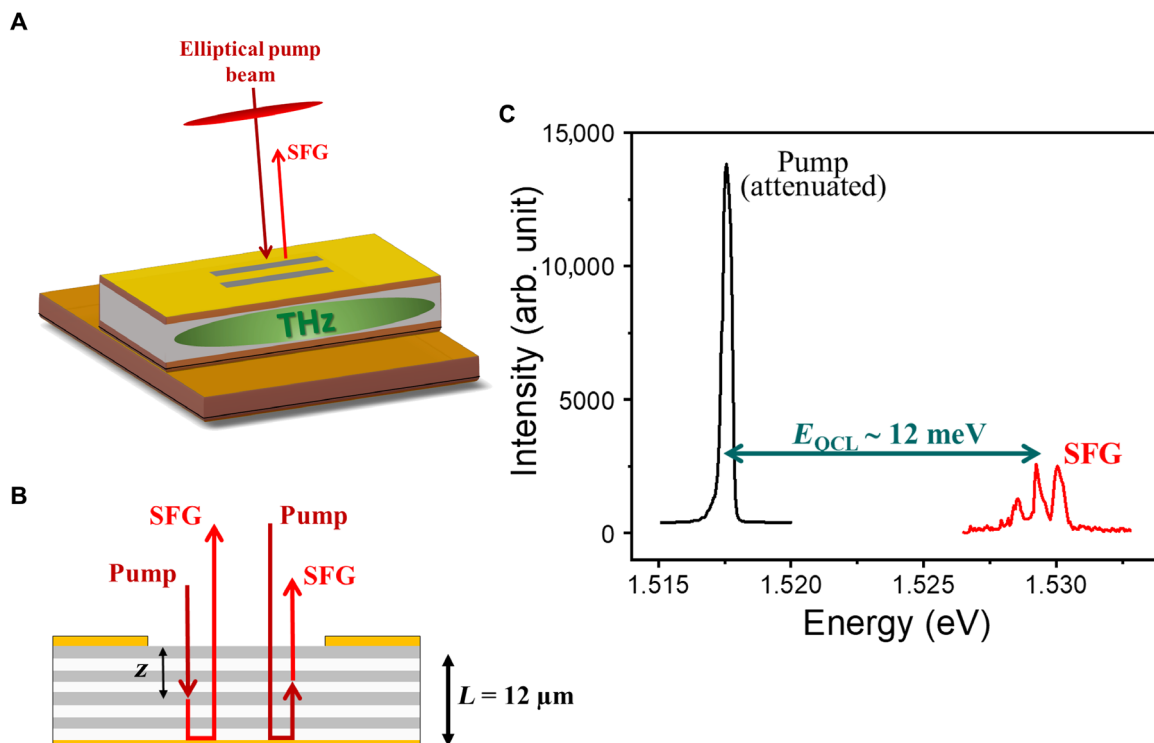 A
Elliptical pump
beam
SFG
THz
B
SFG
Pump
Pump
SFG
z
L = 12 μm
C
15,000
10,000
5000
0
Intensity (arb. unit)
Pump
(attenuated)
E_QCL ~ 12 meV
SFG
1.515
1.520
1.525
1.530
Energy (eV)